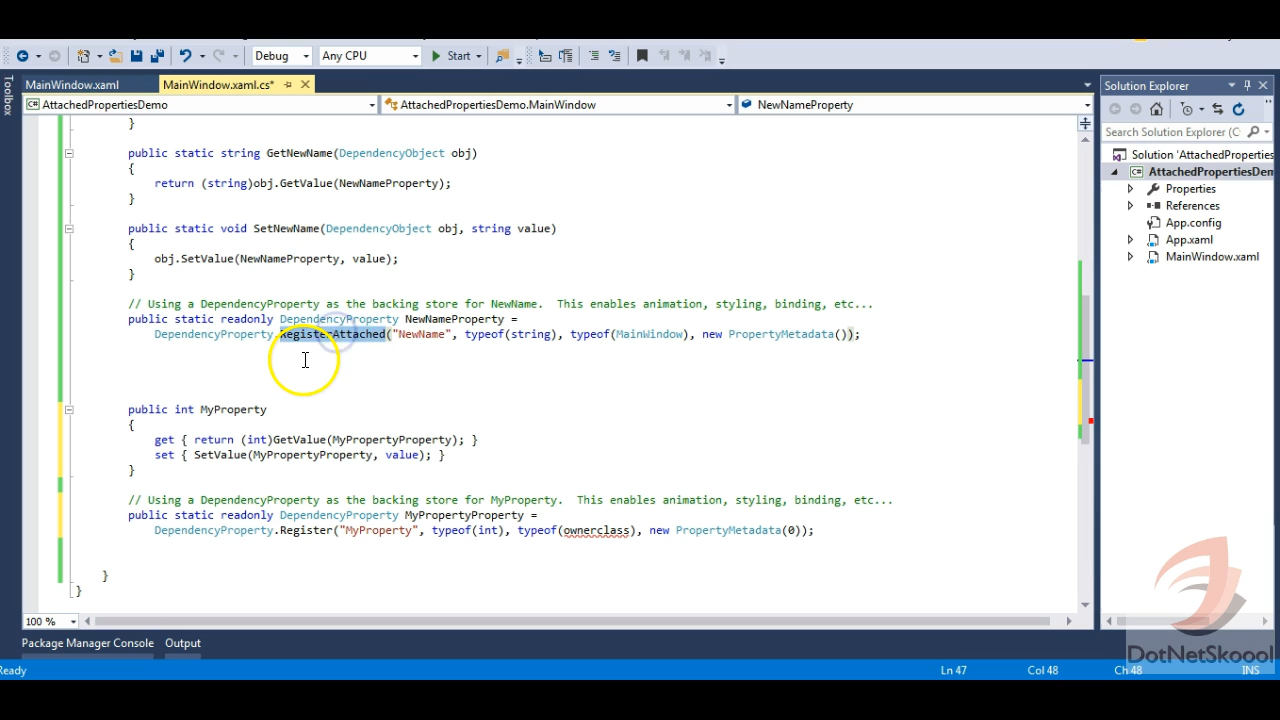 Debug
Any CPU
Start
Toolbox
MainWindow.xaml
MainWindow.xaml.cs*
Solution Explorer
AttachedPropertiesDemo
AttachedPropertiesDemo.MainWindow
NewNameProperty
Search Solution Explorer (C
Solution 'AttachedProperties
AttachedPropertiesDem
Properties
References
App.config
App.xaml
MainWindow.xaml
}
public static string GetNewName(DependencyObject obj)
{
return (string)obj.GetValue(NewNameProperty);
}
public static void SetNewName(DependencyObject obj, string value)
{
obj.SetValue(NewNameProperty, value);
}
// Using a DependencyProperty as the backing store for NewName.  This enables animation, styling, binding, etc...
public static readonly DependencyProperty NewNameProperty =
DependencyProperty.RegisterAttached("NewName", typeof(string), typeof(MainWindow), new PropertyMetadata());
public int MyProperty
{
get { return (int)GetValue(MyPropertyProperty); }
set { SetValue(MyPropertyProperty, value); }
}
// Using a DependencyProperty as the backing store for MyProperty.  This enables animation, styling, binding, etc...
public static readonly DependencyProperty MyPropertyProperty =
DependencyProperty.Register("MyProperty", typeof(int), typeof(ownerclass), new PropertyMetadata(0));
}
}
100 %
Package Manager Console
Output
DotNetSkoool
Ready
Ln 47
Col 48
Ch 48
INS